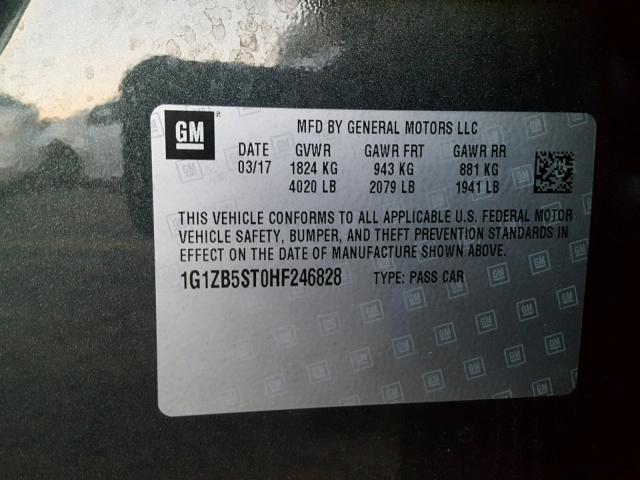 GM ®
MFD BY GENERAL MOTORS LLC
DATE GVWR GAWR FRT GAWR RR
03/17 1824 KG 943 KG 881 KG
4020 LB 2079 LB 1941 LB
THIS VEHICLE CONFORMS TO ALL APPLICABLE U.S. FEDERAL MOTOR
VEHICLE SAFETY, BUMPER, AND THEFT PREVENTION STANDARDS IN
EFFECT ON THE DATE OF MANUFACTURE SHOWN ABOVE.
1G1ZB5ST0HF246828 TYPE: PASS CAR